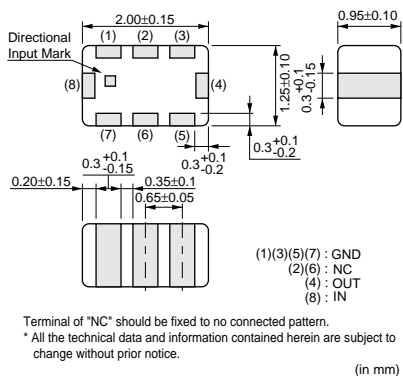 2.00±0.15
0.95±0.10
Directional
Input Mark
(1) (2) (3)
(8)
(4)
(7) (6) (5)
1.25±0.10
0.3 +0.1 -0.15
0.3 +0.1 -0.2
0.3 +0.1 -0.15
0.3 +0.1 -0.2
0.20±0.15
0.35±0.1
0.65±0.05
(1)(3)(5)(7) : GND
(2)(6) : NC
(4) : OUT
(8) : IN
Terminal of "NC" should be fixed to no connected pattern.
* All the technical data and information contained herein are subject to
change without prior notice.
(in mm)